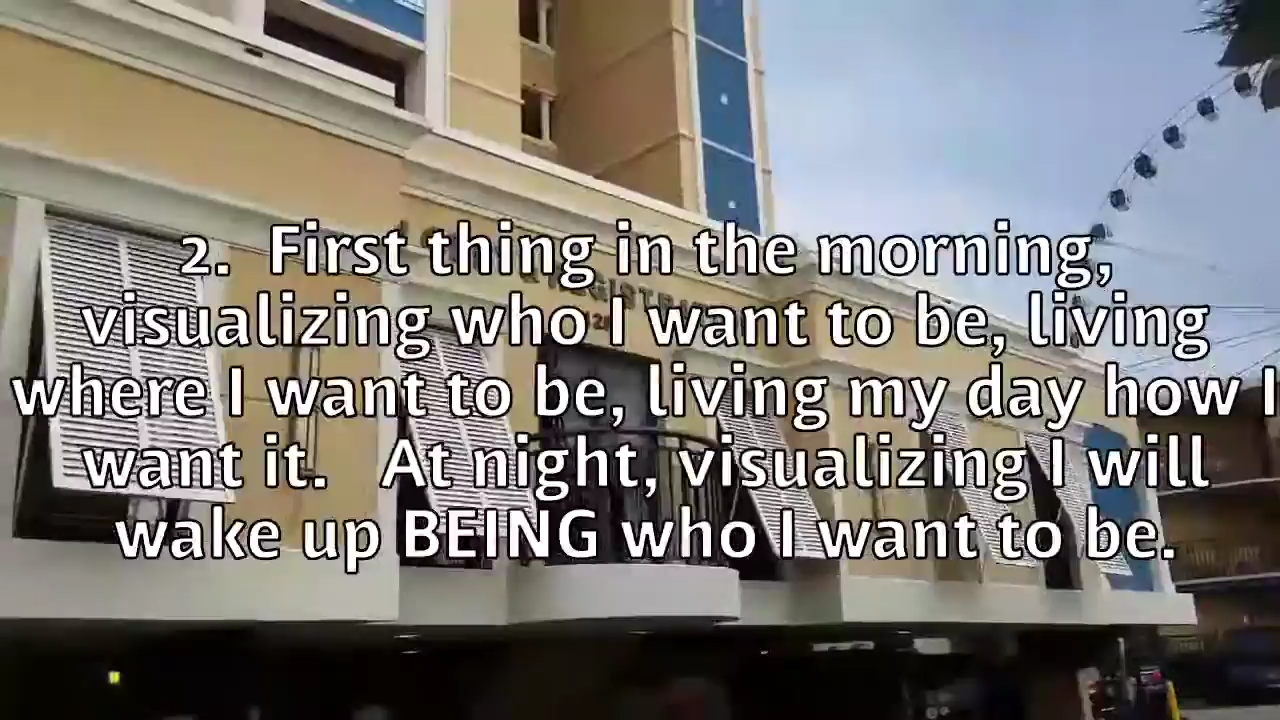 2. First thing in the morning,
visualizing who I want to be, living
where I want to be, living my day how I
want it. At night, visualizing I will
wake up BEING who I want to be.